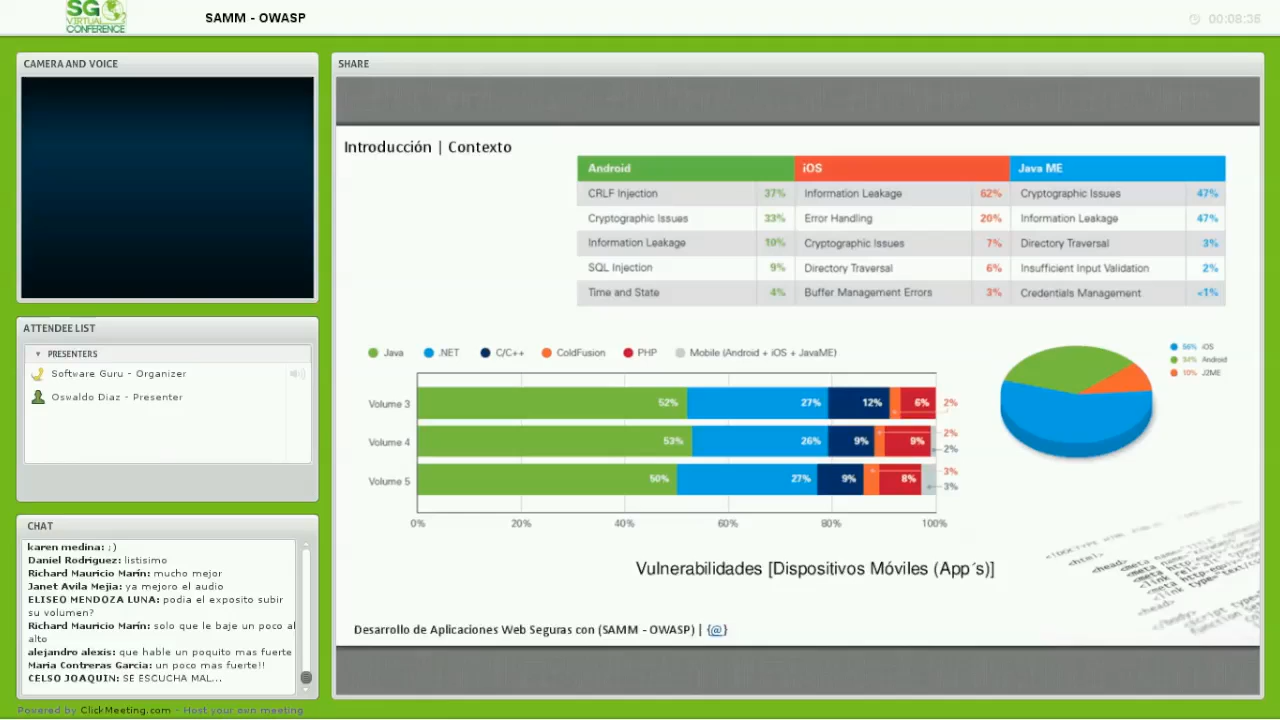 SG
VIRTUAL
CONFERENCE
SAMM - OWASP
00:08:36
CAMERA AND VOICE
ATTENDEE LIST
PRESENTERS
Software Guru - Organizer
Oswaldo Diaz - Presenter
CHAT
karen medina: ;)
Daniel Rodriguez: listisimo
Richard Mauricio Marín: mucho mejor
Janet Avila Mejia: ya mejoro el audio
ELISEO MENDOZA LUNA: podia el exposito subir
su volumen?
Richard Mauricio Marín: solo que le baje un poco al
alto
alejandro alexis: que hable un poquito mas fuerte
Maria Contreras Garcia: un poco mas fuerte!!
CELSO JOAQUIN: SE ESCUCHA MAL...
Powered by ClickMeeting.com - Host your own meeting
SHARE
Introducción | Contexto
Android iOS Java ME
CRLF Injection 37% Information Leakage 62% Cryptographic Issues 47%
Cryptographic Issues 33% Error Handling 20% Information Leakage 47%
Information Leakage 10% Cryptographic Issues 7% Directory Traversal 3%
SQL Injection 9% Directory Traversal 6% Insufficient Input Validation 2%
Time and State 4% Buffer Management Errors 3% Credentials Management <1%
Java .NET C/C++ ColdFusion PHP Mobile (Android + iOS + JavaME)
Volume 3 52% 27% 12% 6% 2%
Volume 4 53% 26% 9% 9% 2% 2%
Volume 5 50% 27% 9% 8% 3% 3%
0% 20% 40% 60% 80% 100%
56% iOS
34% Android
10% J2ME
Vulnerabilidades [Dispositivos Móviles (App´s)]
Desarrollo de Aplicaciones Web Seguras con (SAMM - OWASP) | {@}
<html>
<head>
</head>